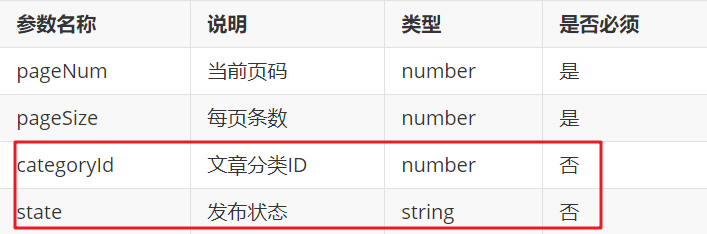 参数名称 说明 类型 是否必须
pageNum 当前页码 number 是
pageSize 每页条数 number 是
categoryId 文章分类ID number 否
state 发布状态 string 否